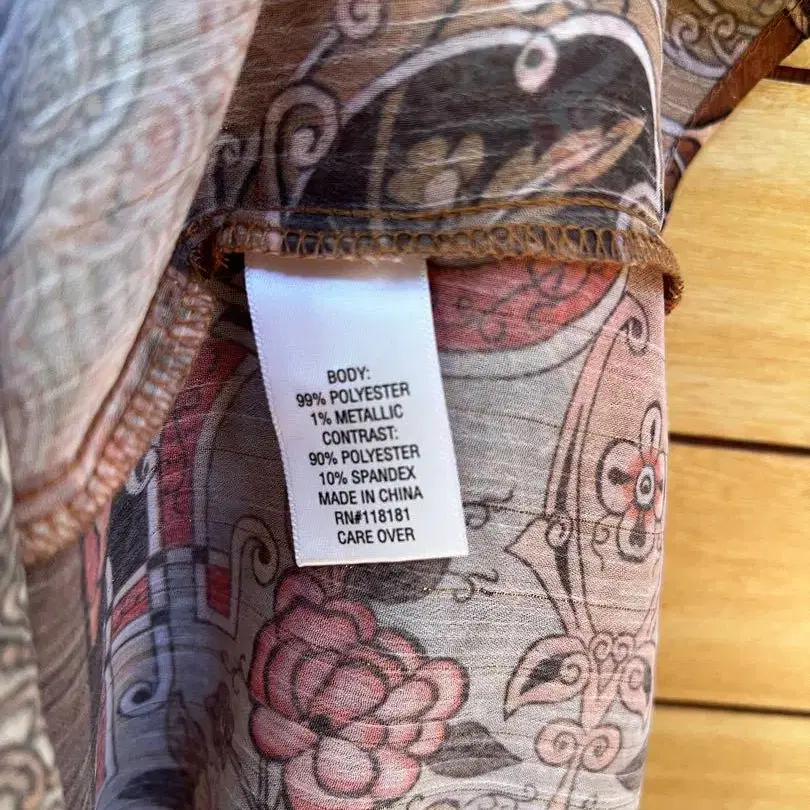 BODY:
99% POLYESTER
1% METALLIC
CONTRAST:
90% POLYESTER
10% SPANDEX
MADE IN CHINA
RN#118181
CARE OVER